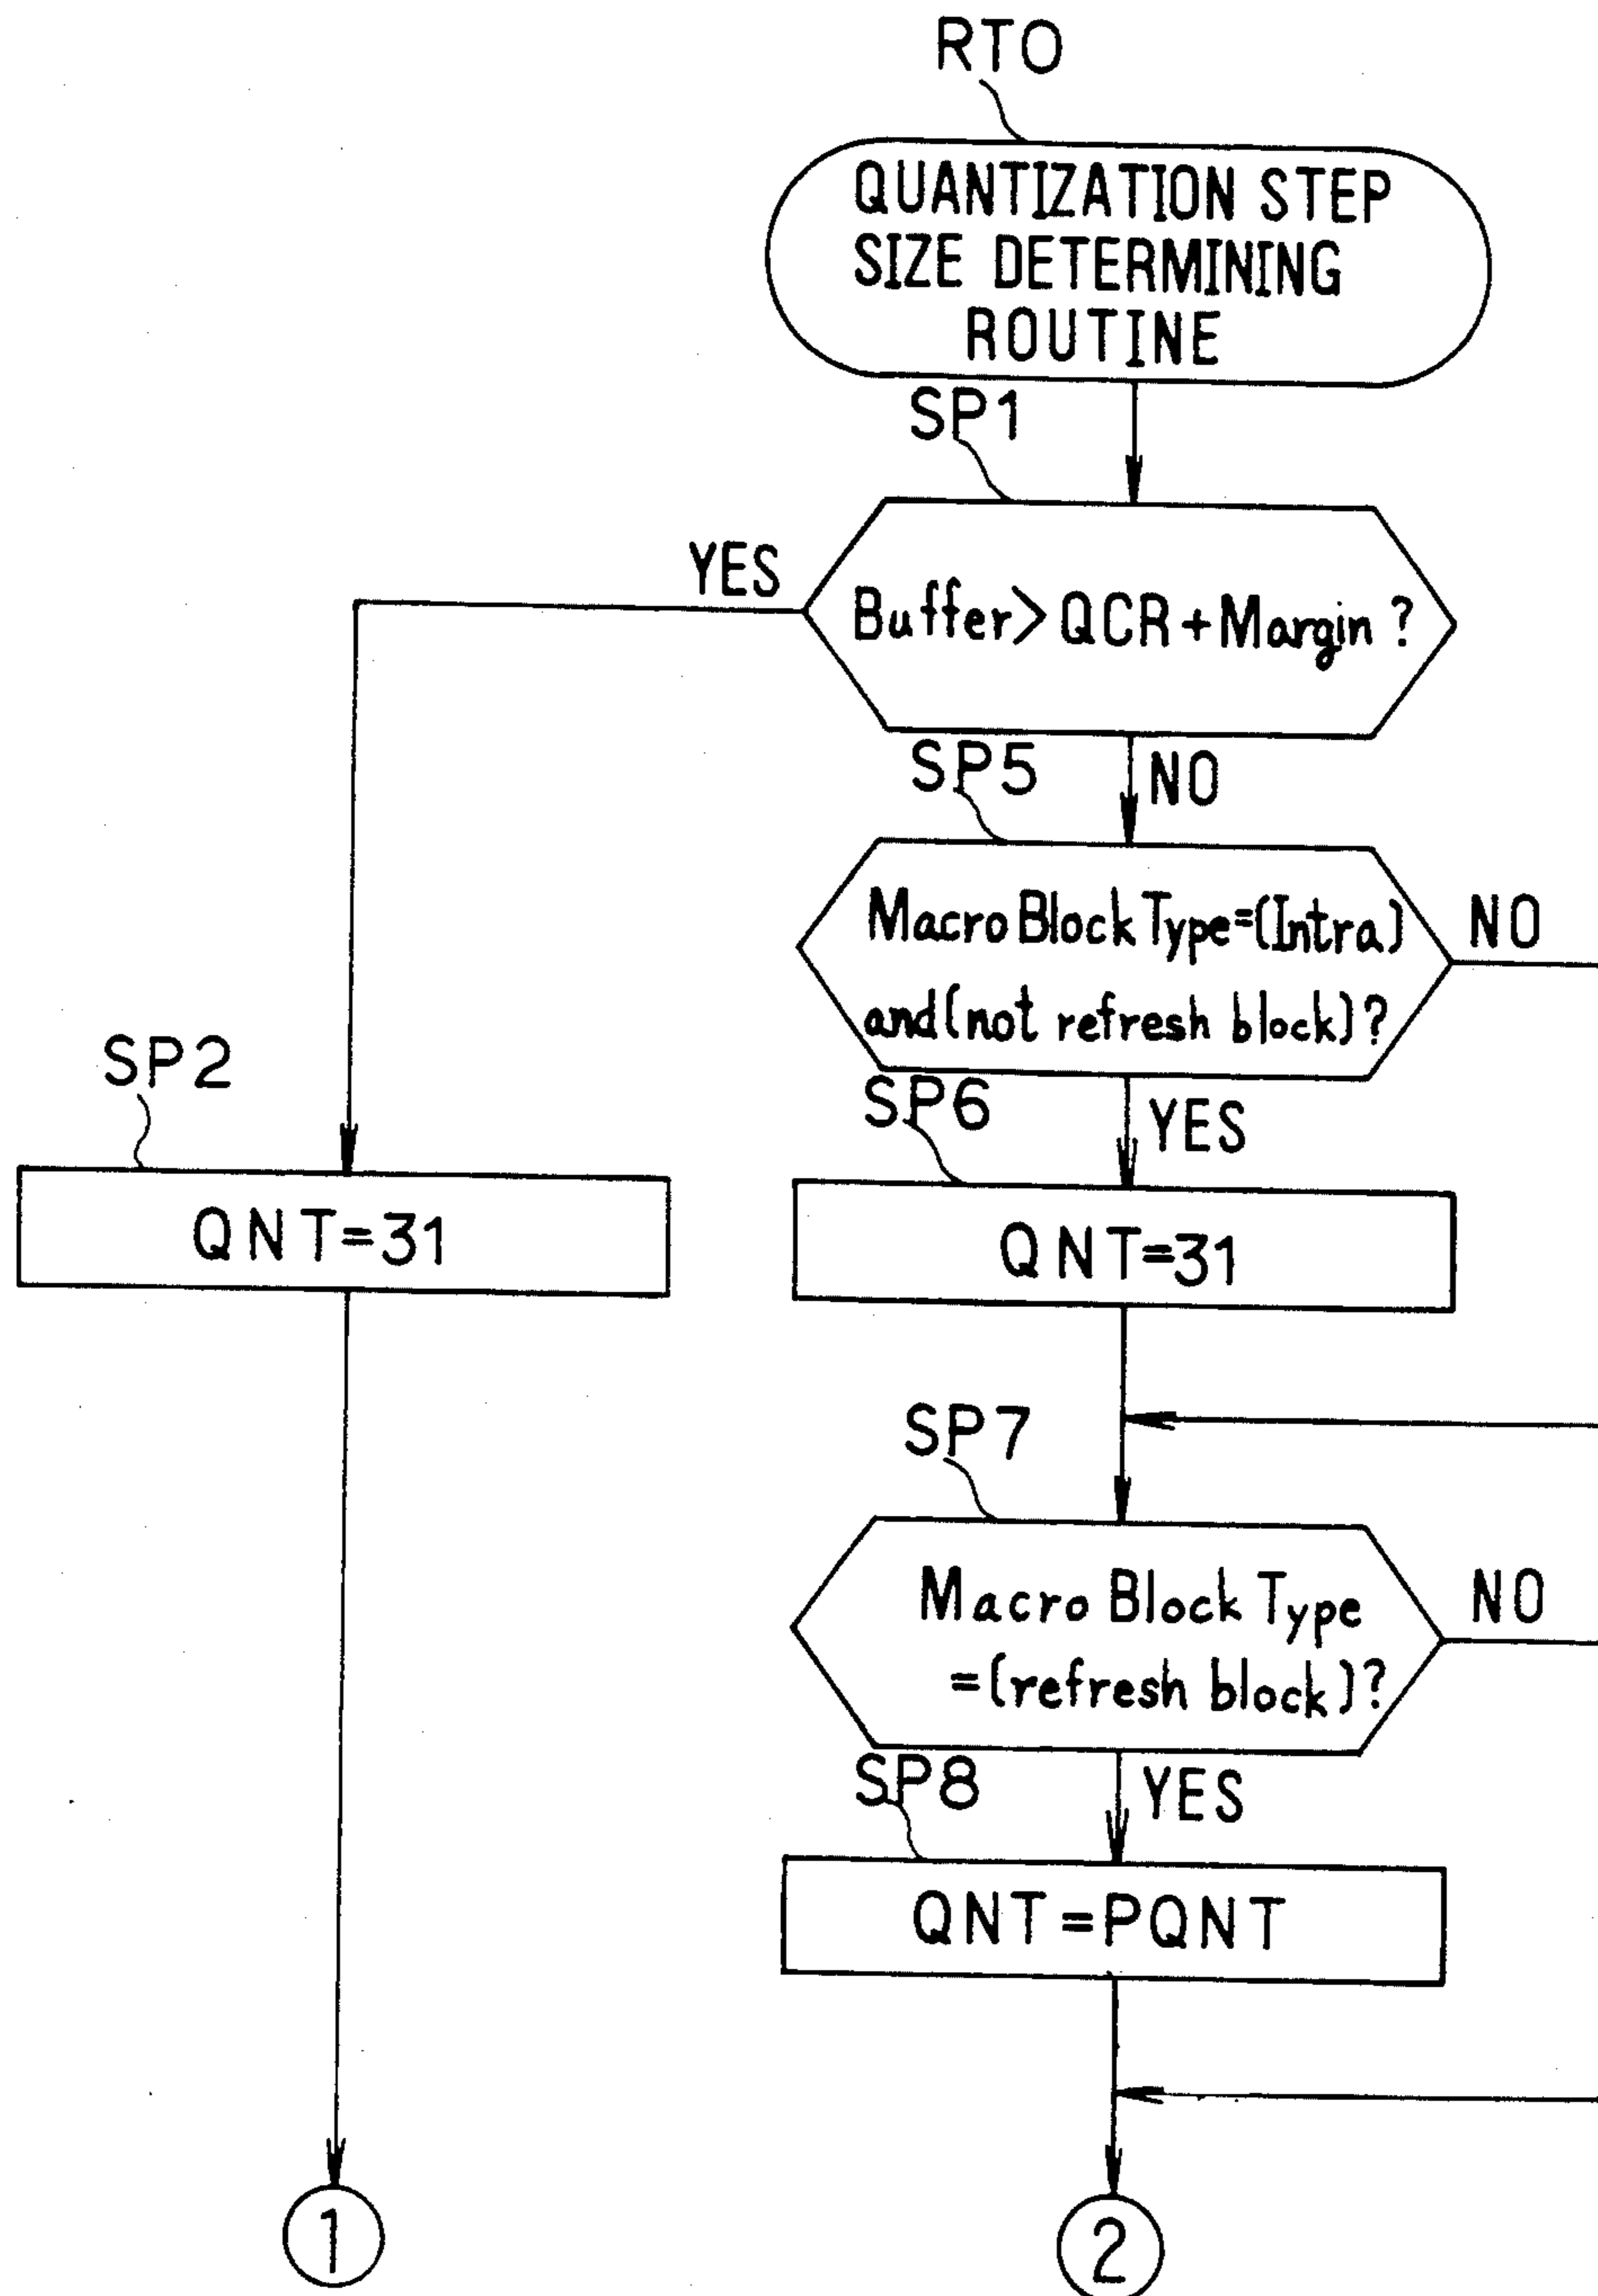 RTO
QUANTIZATION STEP
SIZE DETERMINING
ROUTINE
SP1
YES
Buffer>QCR+Margin?
SP5
NO
Macro Block Type=(Intra)
and(not refresh block)?
NO
SP2
SP6
YES
QNT=31
QNT=31
SP7
Macro Block Type
=(refresh block)?
NO
SP8
YES
QNT=PQNT
1
2